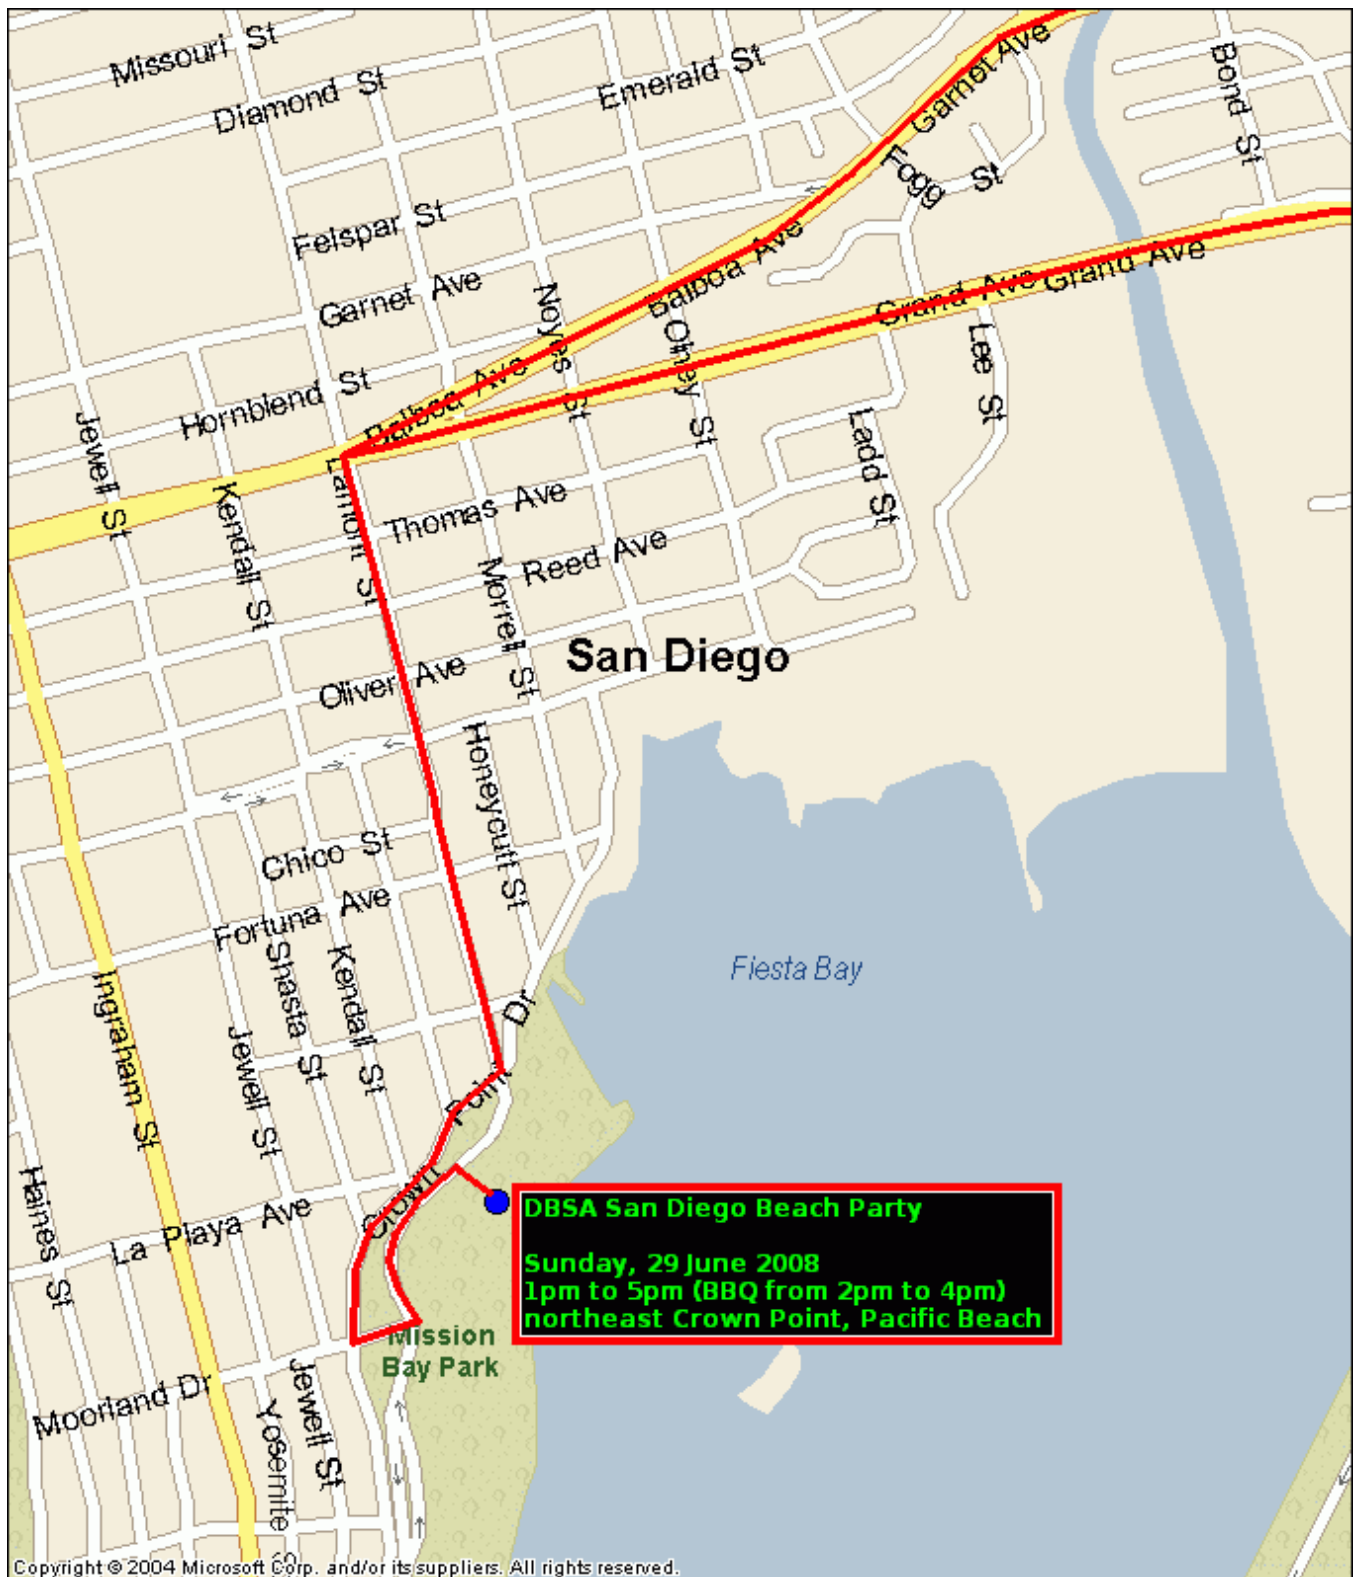 Missouri St
Diamond St
Emerald St
Garnet Ave
Bond St
Fogg St
Felspar St
Garnet Ave
Balboa Ave
Grand Ave
Grand Ave
Noyes St
Olney St
Lee St
Hornblend St
Balboa Ave
Jewell St
Kendall St
Lamont St
Thomas Ave
Ladd St
Reed Ave
Morrell St
San Diego
Oliver Ave
Honeycutt St
Chico St
Fortuna Ave
Fiesta Bay
Ingraham St
Shasta St
Kendall St
Jewell St
Crown Point Dr
Haines St
La Playa Ave
DBSA San Diego Beach Party
Sunday, 29 June 2008
1pm to 5pm (BBQ from 2pm to 4pm)
northeast Crown Point, Pacific Beach
Mission
Bay Park
Moorland Dr
Jewell St
Yosemite
Copyright © 2004 Microsoft Corp. and/or its suppliers. All rights reserved.